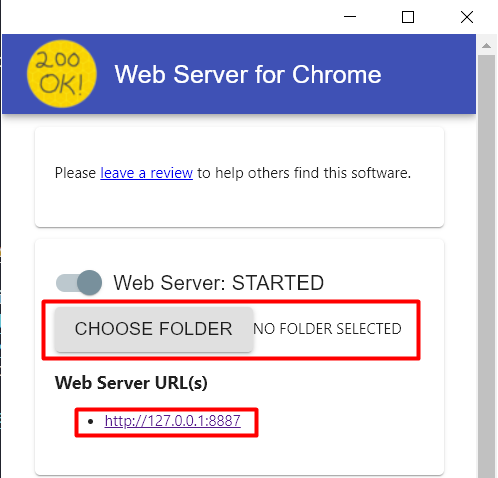 200
OK!
Web Server for Chrome
Please leave a review to help others find this software.
Web Server: STARTED
CHOOSE FOLDER NO FOLDER SELECTED
Web Server URL(s)
• http://127.0.0.1:8887